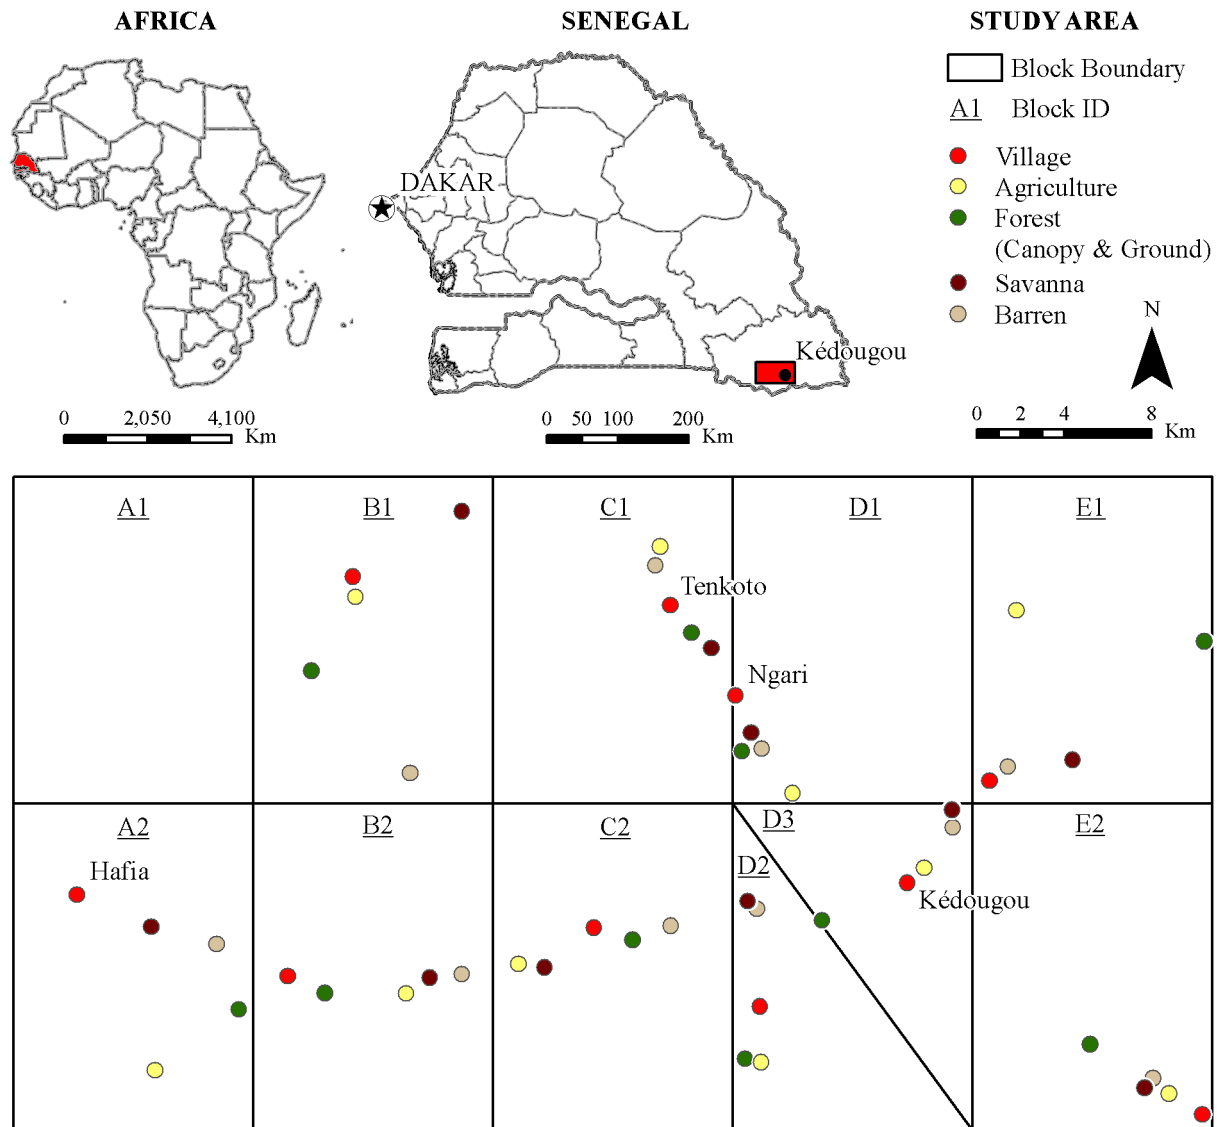 AFRICA
SENEGAL
STUDY AREA
Block Boundary
A1 Block ID
Village
Agriculture
Forest
(Canopy & Ground)
Savanna
Barren
DAKAR
Kédougou
N
0 2,050 4,100
Km
0 50 100 200
Km
0 2 4 8
Km
A1
B1
C1
D1
E1
Tenkoto
Ngari
A2
B2
C2
D3
E2
D2
Hafia
Kédougou